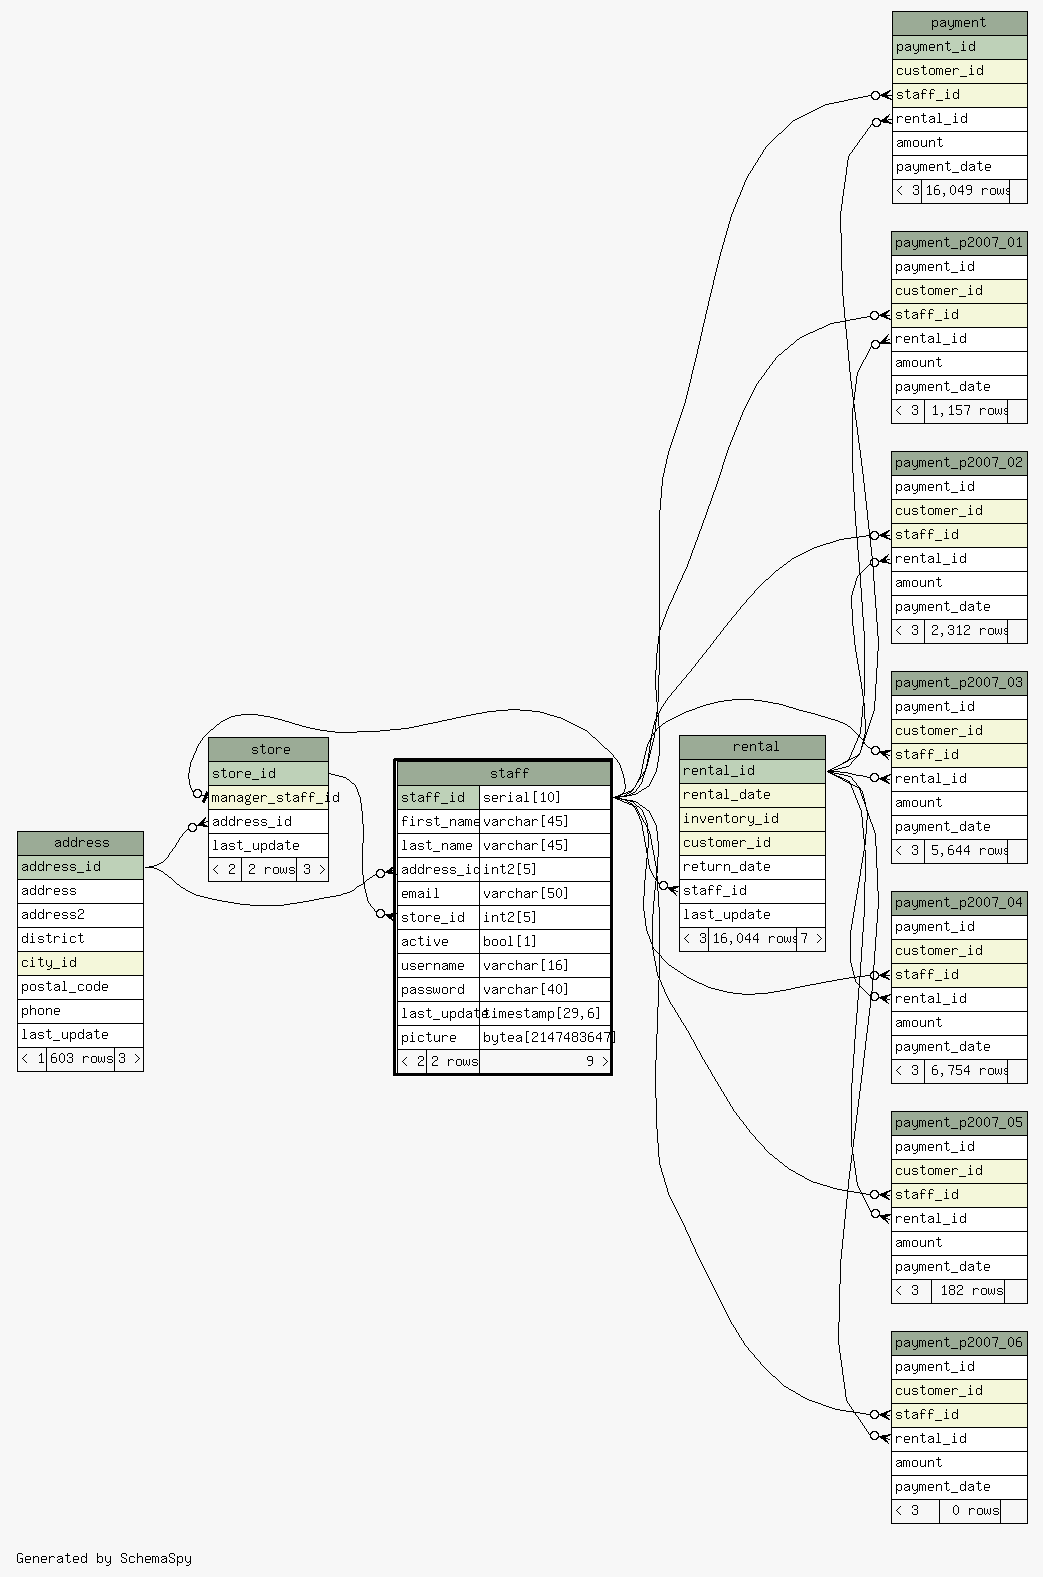 payment
payment_id
customer_id
staff_id
rental_id
amount
payment_date
< 3 16,049 rows
payment_p2007_01
payment_id
customer_id
staff_id
rental_id
amount
payment_date
< 3 1,157 rows
payment_p2007_02
payment_id
customer_id
staff_id
rental_id
amount
payment_date
< 3 2,312 rows
payment_p2007_03
payment_id
customer_id
staff_id
rental_id
amount
payment_date
< 3 5,644 rows
payment_p2007_04
payment_id
customer_id
staff_id
rental_id
amount
payment_date
< 3 6,754 rows
payment_p2007_05
payment_id
customer_id
staff_id
rental_id
amount
payment_date
< 3 182 rows
payment_p2007_06
payment_id
customer_id
staff_id
rental_id
amount
payment_date
< 3 0 rows
rental
rental_id
rental_date
inventory_id
customer_id
return_date
staff_id
last_update
< 3 16,044 rows 7 >
store
store_id
manager_staff_id
address_id
last_update
< 2 2 rows 3 >
staff
staff_id serial[10]
first_name varchar[45]
last_name varchar[45]
address_id int2[5]
email varchar[50]
store_id int2[5]
active bool[1]
username varchar[16]
password varchar[40]
last_update timestamp[29,6]
picture bytea[2147483647]
< 2 2 rows 9 >
address
address_id
address
address2
district
city_id
postal_code
phone
last_update
< 1 603 rows 3 >
Generated by SchemaSpy